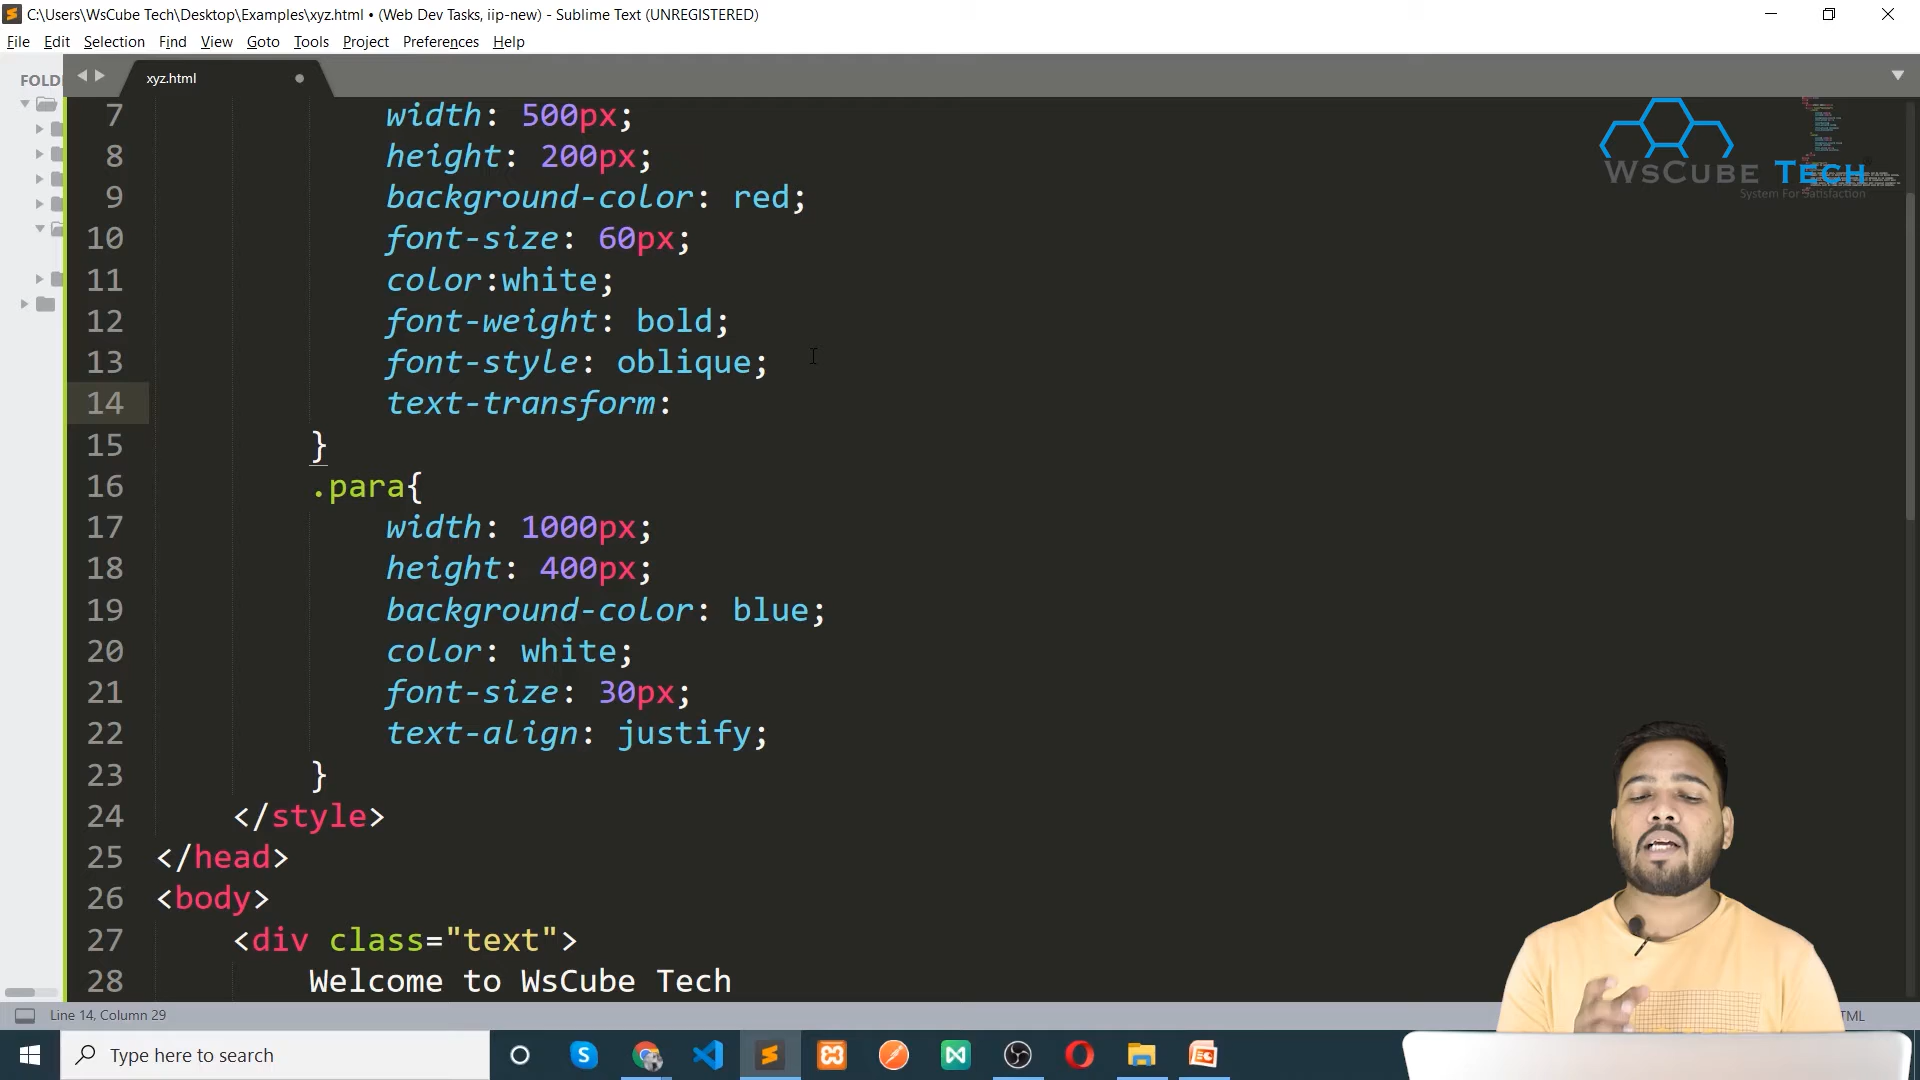 C:\Users\WsCube Tech\Desktop\Examples\xyz.html • (Web Dev Tasks, iip-new) - Sublime Text (UNREGISTERED)
File Edit Selection Find View Goto Tools Project Preferences Help
FOLD
xyz.html
7 width: 500px;
8 height: 200px;
9 background-color: red;
10 font-size: 60px;
11 color:white;
12 font-weight: bold;
13 font-style: oblique;
14 text-transform:
15 }
16 .para{
17 width: 1000px;
18 height: 400px;
19 background-color: blue;
20 color: white;
21 font-size: 30px;
22 text-align: justify;
23 }
24 </style>
25 </head>
26 <body>
27 <div class="text">
28 Welcome to WsCube Tech
WsCube Tech
System For Satisfaction
Line 14, Column 29
TML
Type here to search